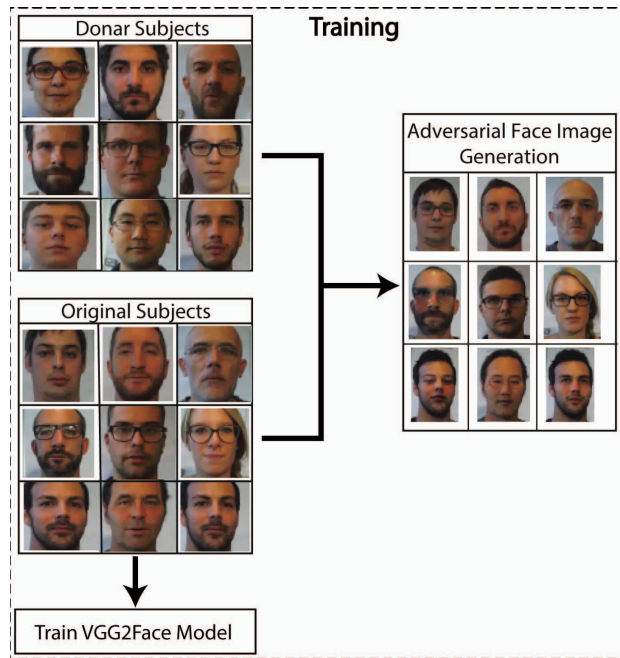 Training
Donar Subjects
Adversarial Face Image
Generation
Original Subjects
Train VGG2Face Model